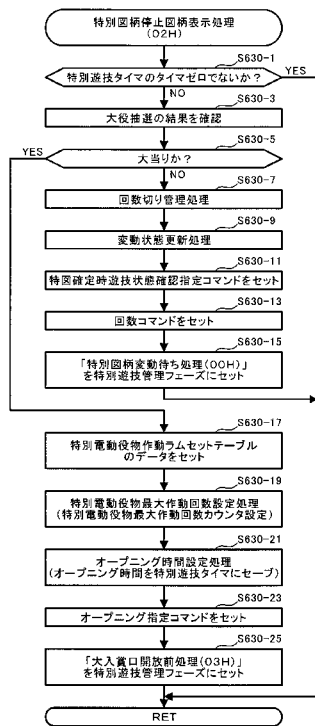 特別図柄停止図柄表示処理
(02H)
S630-1
特別遊技タイマのタイマゼロでないか？
YES
NO
S630-3
大役抽選の結果を確認
S630-5
YES
大当りか？
NO
S630-7
回数切り管理処理
S630-9
変動状態更新処理
S630-11
特図確定時遊技状態確認指定コマンドをセット
S630-13
回数コマンドをセット
S630-15
「特別図柄変動待ち処理(00H)」
を特別遊技管理フェーズにセット
S630-17
特別電動役物作動ラムセットテーブル
のデータをセット
S630-19
特別電動役物最大作動回数設定処理
(特別電動役物最大作動回数カウンタ設定)
S630-21
オープニング時間設定処理
(オープニング時間を特別遊技タイマにセーブ)
S630-23
オープニング指定コマンドをセット
S630-25
「大入賞口開放前処理(03H)」
を特別遊技管理フェーズにセット
RET